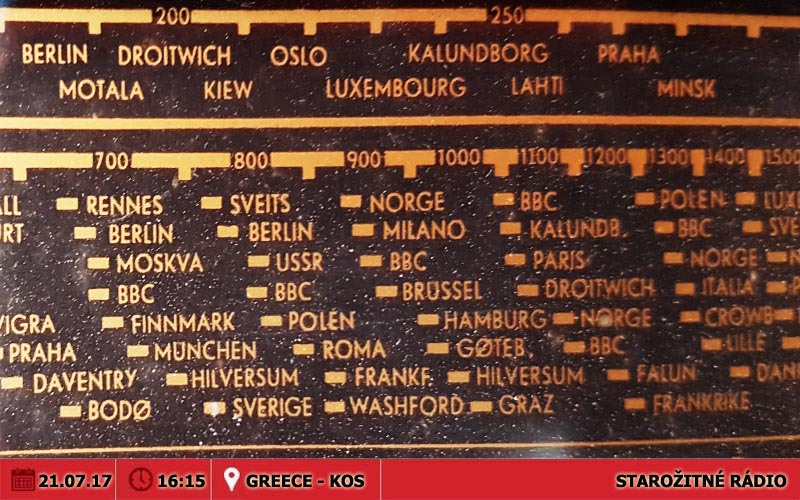 200 250
BERLIN DROITWICH OSLO KALUNDBORG PRAHA
MOTALA KIEW LUXEMBOURG LAHTI MINSK
700 800 900 1000 1100 1200 1300 1400 1500
RENNES SVEITS NORGE BBC POLEN
BERLIN BERLIN MILANO KALUNDB. BBC
MOSKVA USSR BBC PARIS NORGE
BBC BBC BRÜSSEL DROITWICH ITALIA
VIGRA FINNMARK POLEN HAMBURG NORGE CROWB
PRAHA MÜNCHEN ROMA GØTEB. BBC LILLE
DAVENTRY HILVERSUM FRANKF. HILVERSUM FALUN
BODØ SVERIGE WASHFORD GRAZ FRANKRIKE
21.07.17 16:15 GREECE - KOS STAROŽITNÉ RÁDIO